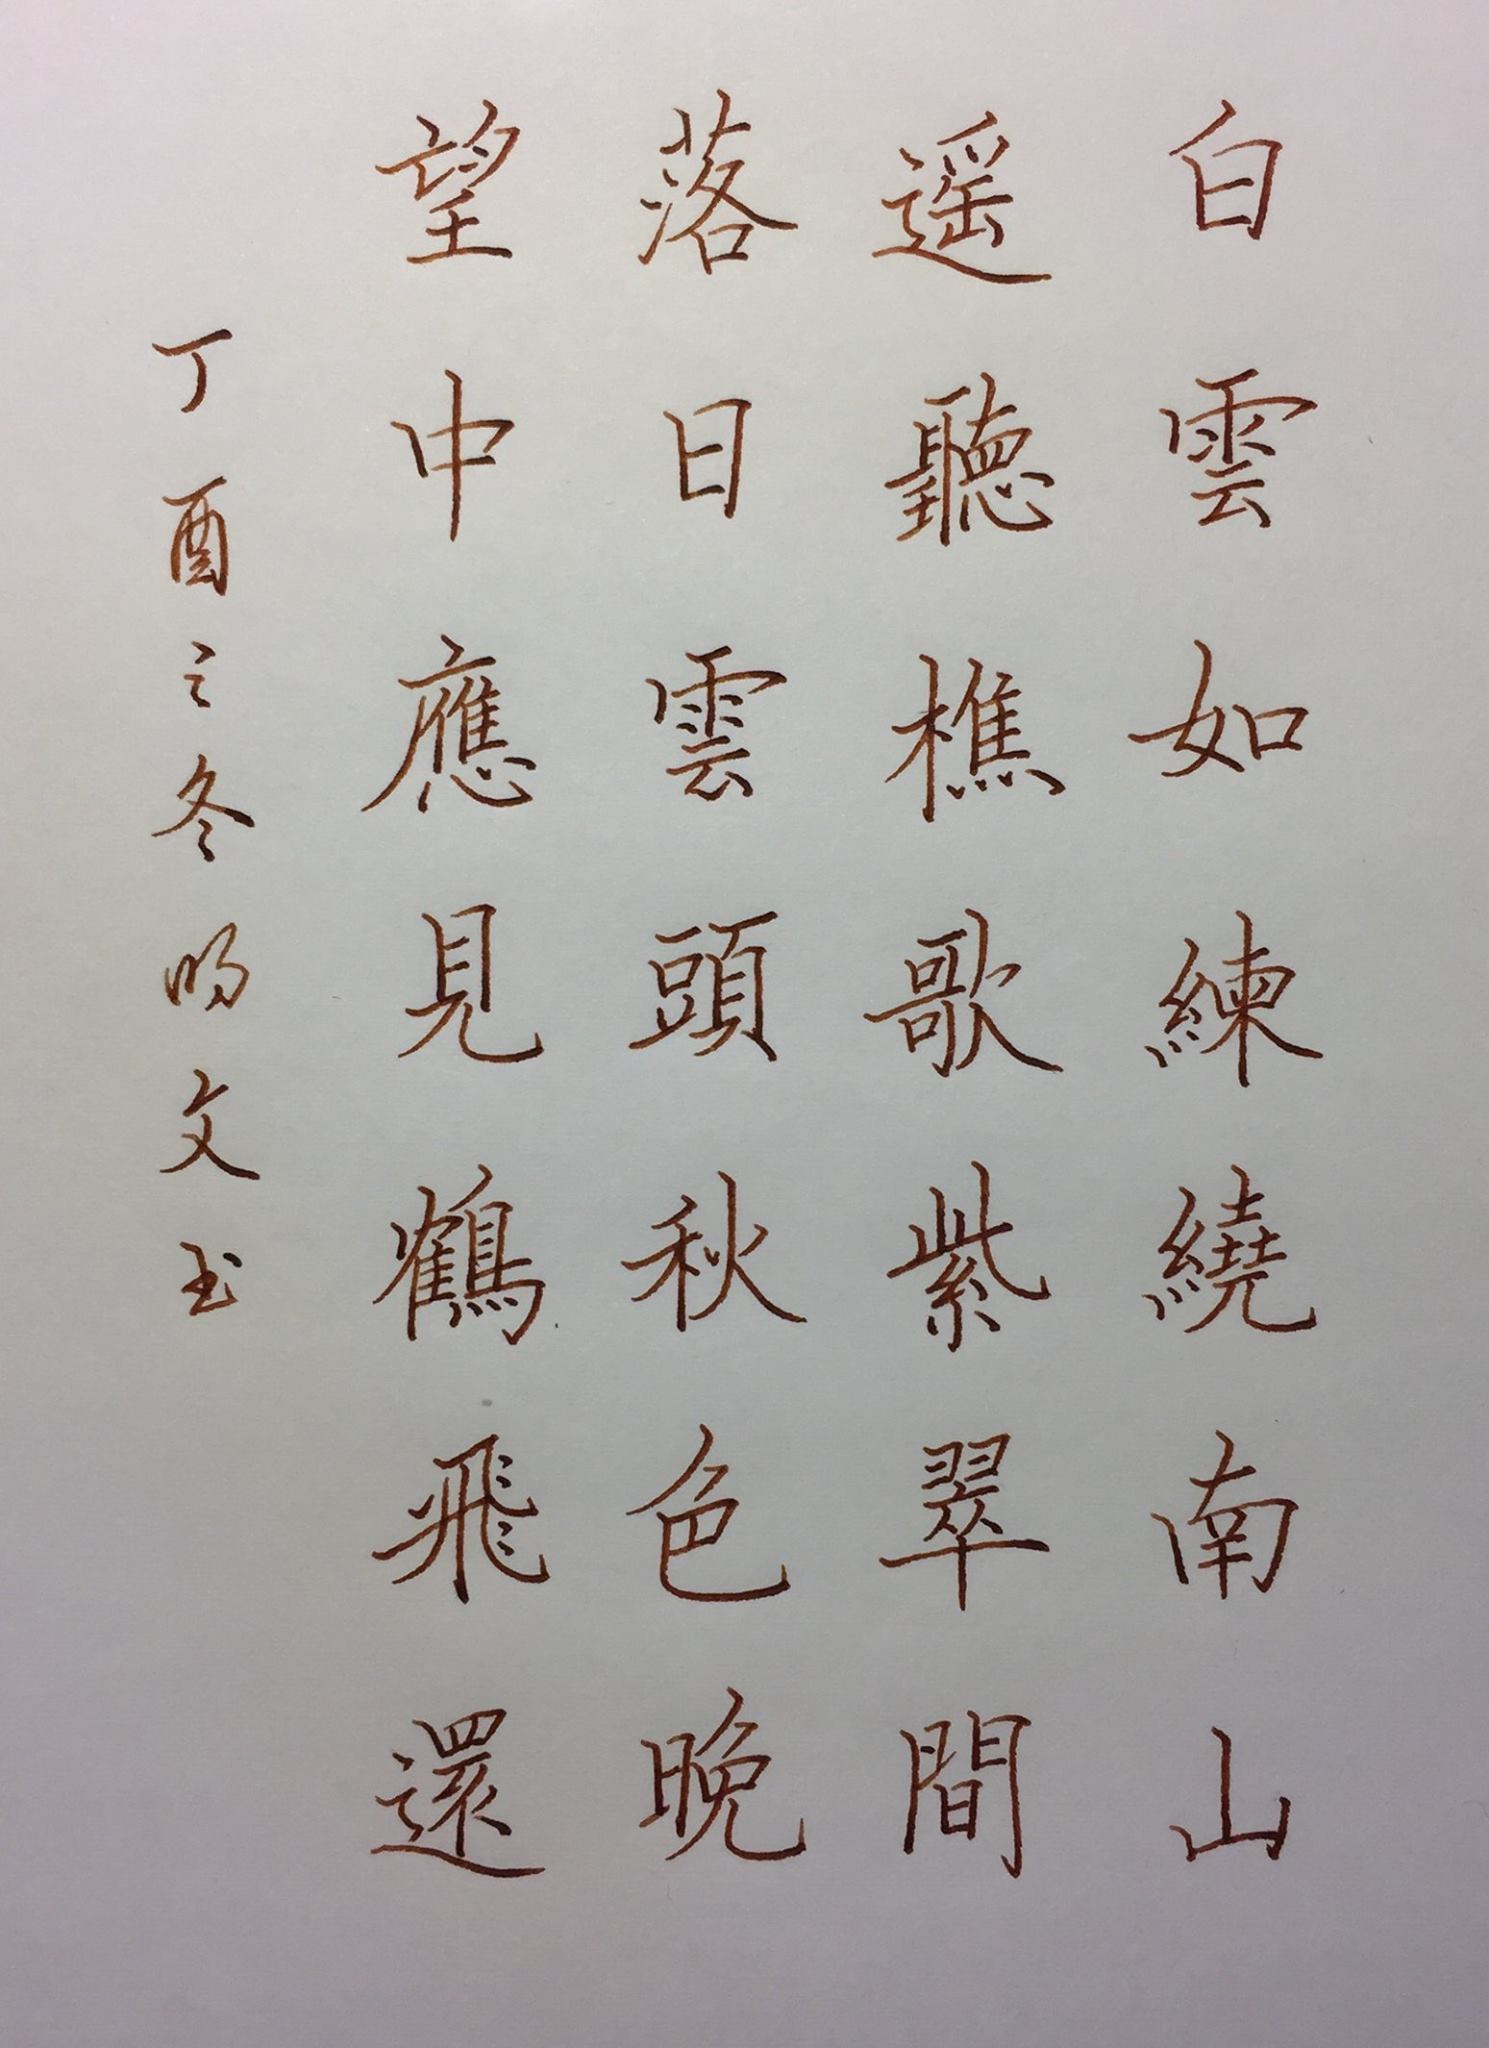 白雲如練繞南山
遥聽樵歌紫翠間
落日雲頭秋色晚
望中應見鶴飛還
丁酉之冬明文书